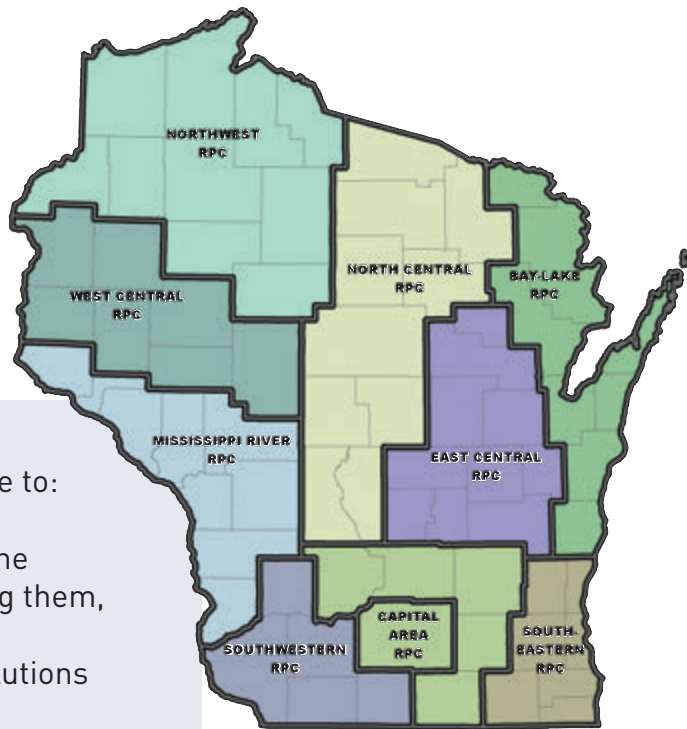 NORTHWEST
RPC
NORTH CENTRAL
RPC
BAY-LAKE
RPC
WEST CENTRAL
RPC
MISSISSIPPI RIVER
RPC
EAST CENTRAL
RPC
CAPITAL
AREA
RPC
SOUTHWESTERN
RPC
SOUTH-
EASTERN
RPC
e to:
ne
g them,
utions